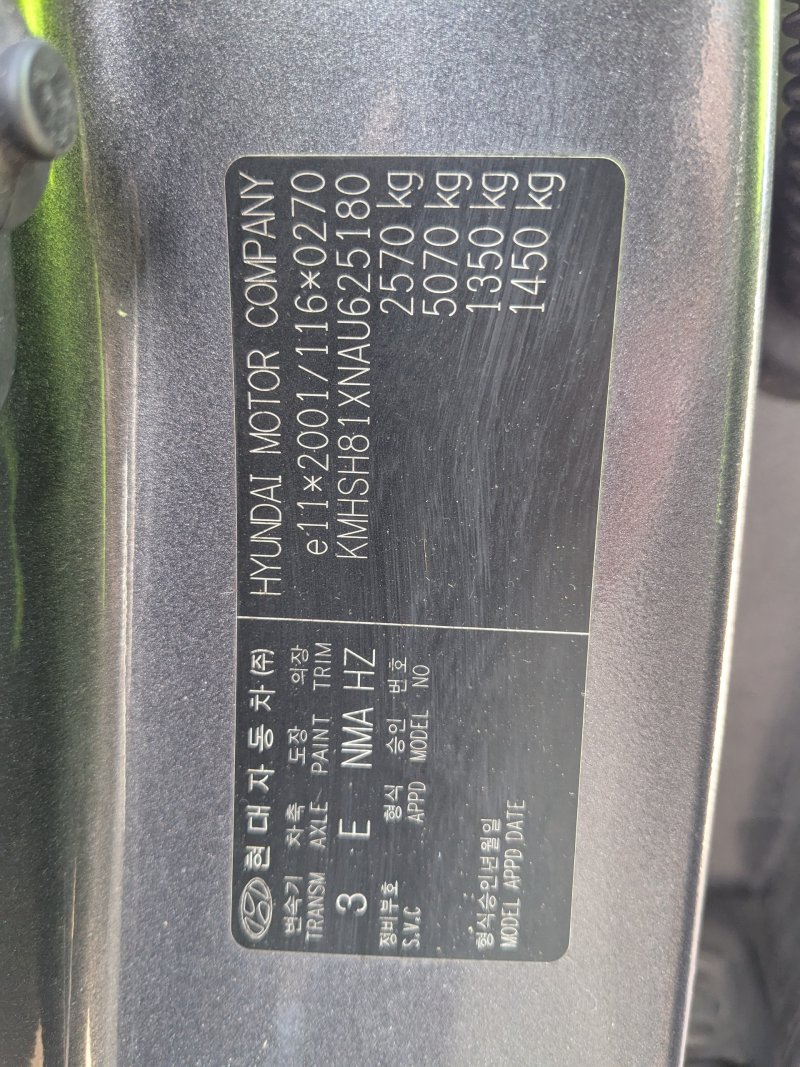 현대자동차(주)
HYUNDAI MOTOR COMPANY
변속기 차축 도장 의장
TRANSM AXLE PAINT TRIM
3 E NMA HZ
정비부호 형식 승인 번호
S.V.C APPD MODEL NO
형식승인년월일
MODEL APPD DATE
e11*2001/116*0270
KMHSH81XNAU625180
2570 kg
5070 kg
1350 kg
1450 kg